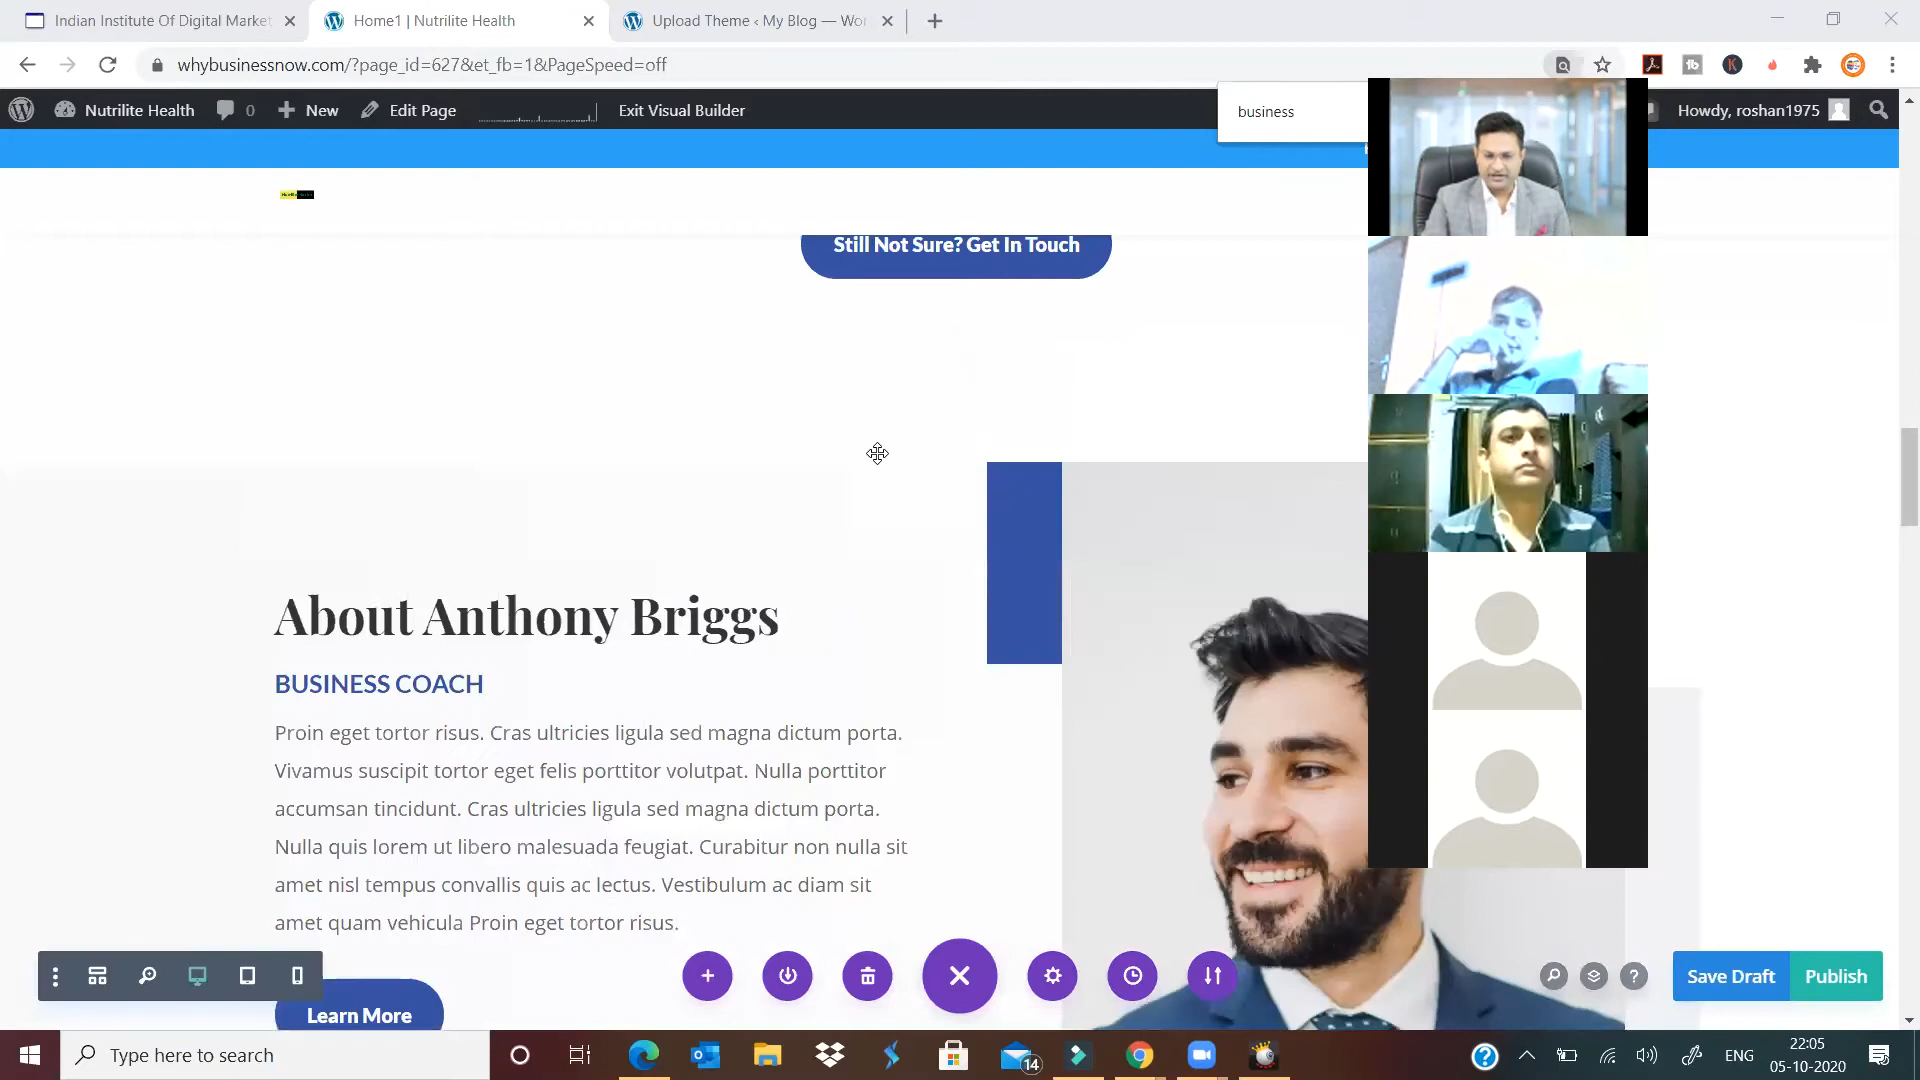 Indian Institute Of Digital Market
Home1 | Nutrilite Health
Upload Theme ‹ My Blog — Wor
whybusinessnow.com/?page_id=627&et_fb=1&PageSpeed=off
Nutrilite Health
0
New
Edit Page
Exit Visual Builder
business
Howdy, roshan1975
Still Not Sure? Get In Touch
About Anthony Briggs
BUSINESS COACH
Proin eget tortor risus. Cras ultricies ligula sed magna dictum porta.
Vivamus suscipit tortor eget felis porttitor volutpat. Nulla porttitor
accumsan tincidunt. Cras ultricies ligula sed magna dictum porta.
Nulla quis lorem ut libero malesuada feugiat. Curabitur non nulla sit
amet nisl tempus convallis quis ac lectus. Vestibulum ac diam sit
amet quam vehicula Proin eget tortor risus.
Learn More
Save Draft
Publish
Type here to search
14
ENG
22:05
05-10-2020